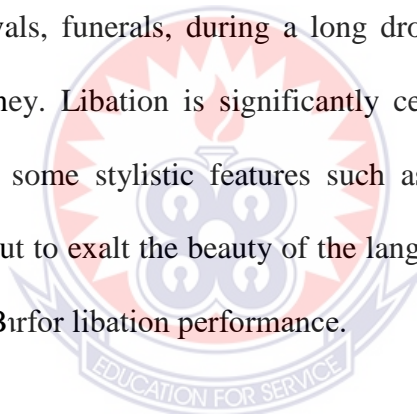 vals, funerals, during a long dro
ney. Libation is significantly ce
some stylistic features such as
ut to exalt the beauty of the lang
Bırfor libation performance.
EDUCATION FOR SERVICE